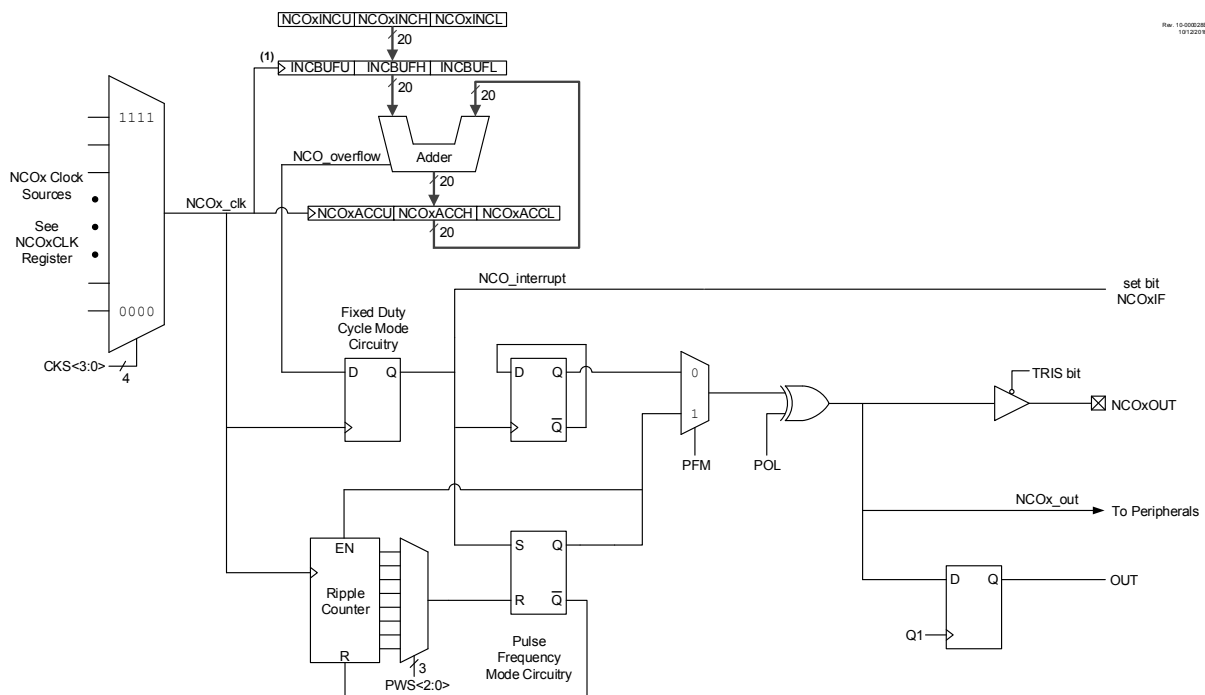 NCOxINCU NCOxINCH NCOxINCL
20
(1)
INCBUFU INCBUFH INCBUFL
20
20
1111
NCO_overflow
Adder
20
NCOx Clock
Sources
NCOx_clk
NCOxACCU NCOxACCH NCOxACCL
20
See
NCOxCLK
Register
NCO_interrupt
set bit
NCOxIF
0000
Fixed Duty
Cycle Mode
Circuitry
CKS<3:0>
4
D Q
D Q
Q
0
1
TRIS bit
NCOxOUT
PFM
POL
NCOx_out
To Peripherals
EN
Ripple
Counter
R
S Q
R Q
D Q
OUT
Q1
3
PWS<2:0>
Pulse
Frequency
Mode Circuitry